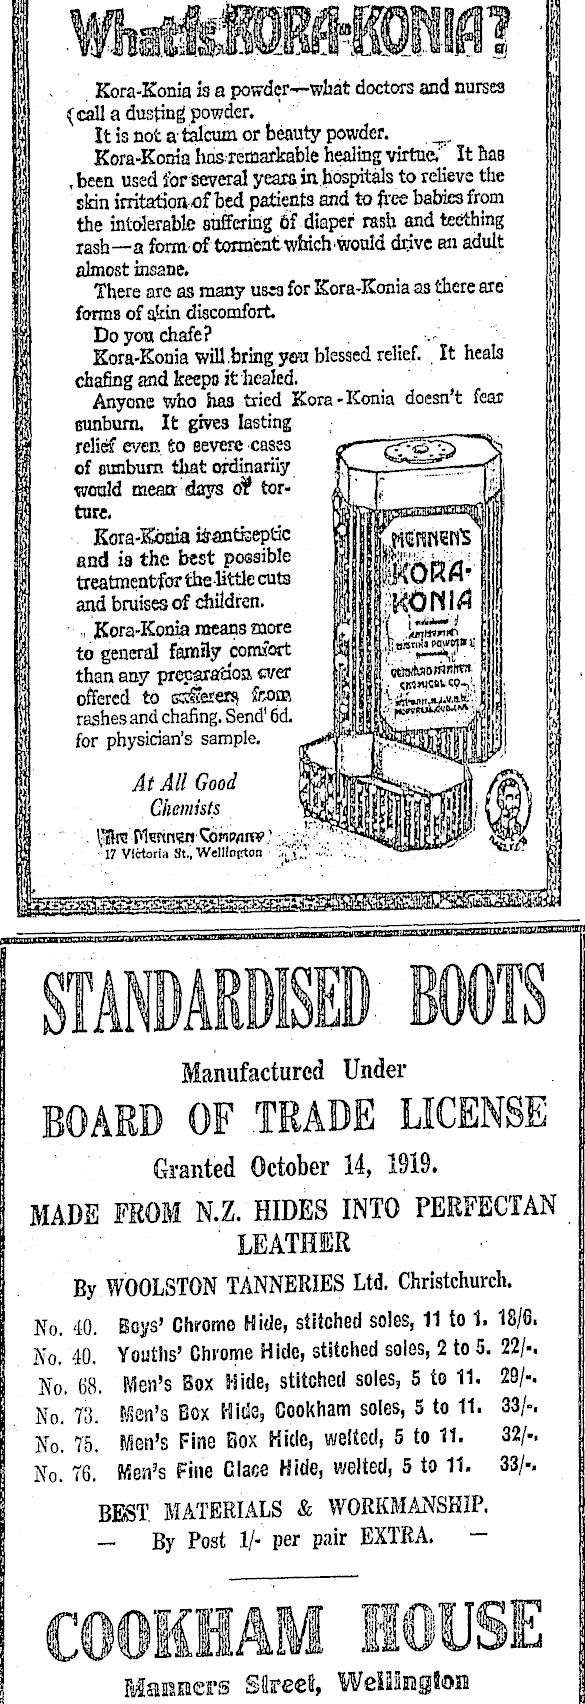 What is KORA-KONIA?
Kora-Konia is a powder—what doctors and nurses
call a dusting powder.
It is not a talcum or beauty powder.
Kora-Konia has remarkable healing virtue. It has
been used for several years in hospitals to relieve the
skin irritation of bed patients and to free babies from
the intolerable suffering of diaper rash and teething
rash—a form of torment which would drive an adult
almost insane.
There are as many uses for Kora-Konia as there are
forms of skin discomfort.
Do you chafe?
Kora-Konia will bring you blessed relief. It heals
chafing and keeps it healed.
Anyone who has tried Kora-Konia doesn't fear
sunburn. It gives lasting
relief even to severe cases
of sunburn that ordinarily
would mean days of tor-
ture.
Kora-Konia is antiseptic
and is the best possible
treatment for the little cuts
and bruises of children.
Kora-Konia means more
to general family comfort
than any preparation ever
offered to sufferers from
rashes and chafing. Send 6d.
for physician's sample.
At All Good
Chemists
The Mennen Company
17 Victoria St., Wellington
MENNEN'S
KORA-
KONIA
ANTISEPTIC
DUSTING POWDER
GERHARD MENNEN
CHEMICAL CO.
STANDARDISED BOOTS
Manufactured Under
BOARD OF TRADE LICENSE
Granted October 14, 1919.
MADE FROM N.Z. HIDES INTO PERFECTAN
LEATHER
By WOOLSTON TANNERIES Ltd. Christchurch.
No. 40. Boys' Chrome Hide, stitched soles, 11 to 1. 18/6.
No. 40. Youths' Chrome Hide, stitched soles, 2 to 5. 22/-.
No. 68. Men's Box Hide, stitched soles, 5 to 11. 29/-.
No. 73. Men's Box Hide, Cookham soles, 5 to 11. 33/-.
No. 75. Men's Fine Box Hide, welted, 5 to 11. 32/-.
No. 76. Men's Fine Glace Hide, welted, 5 to 11. 33/-.
BEST MATERIALS & WORKMANSHIP.
— By Post 1/- per pair EXTRA. —
COOKHAM HOUSE
Manners Street, Wellington